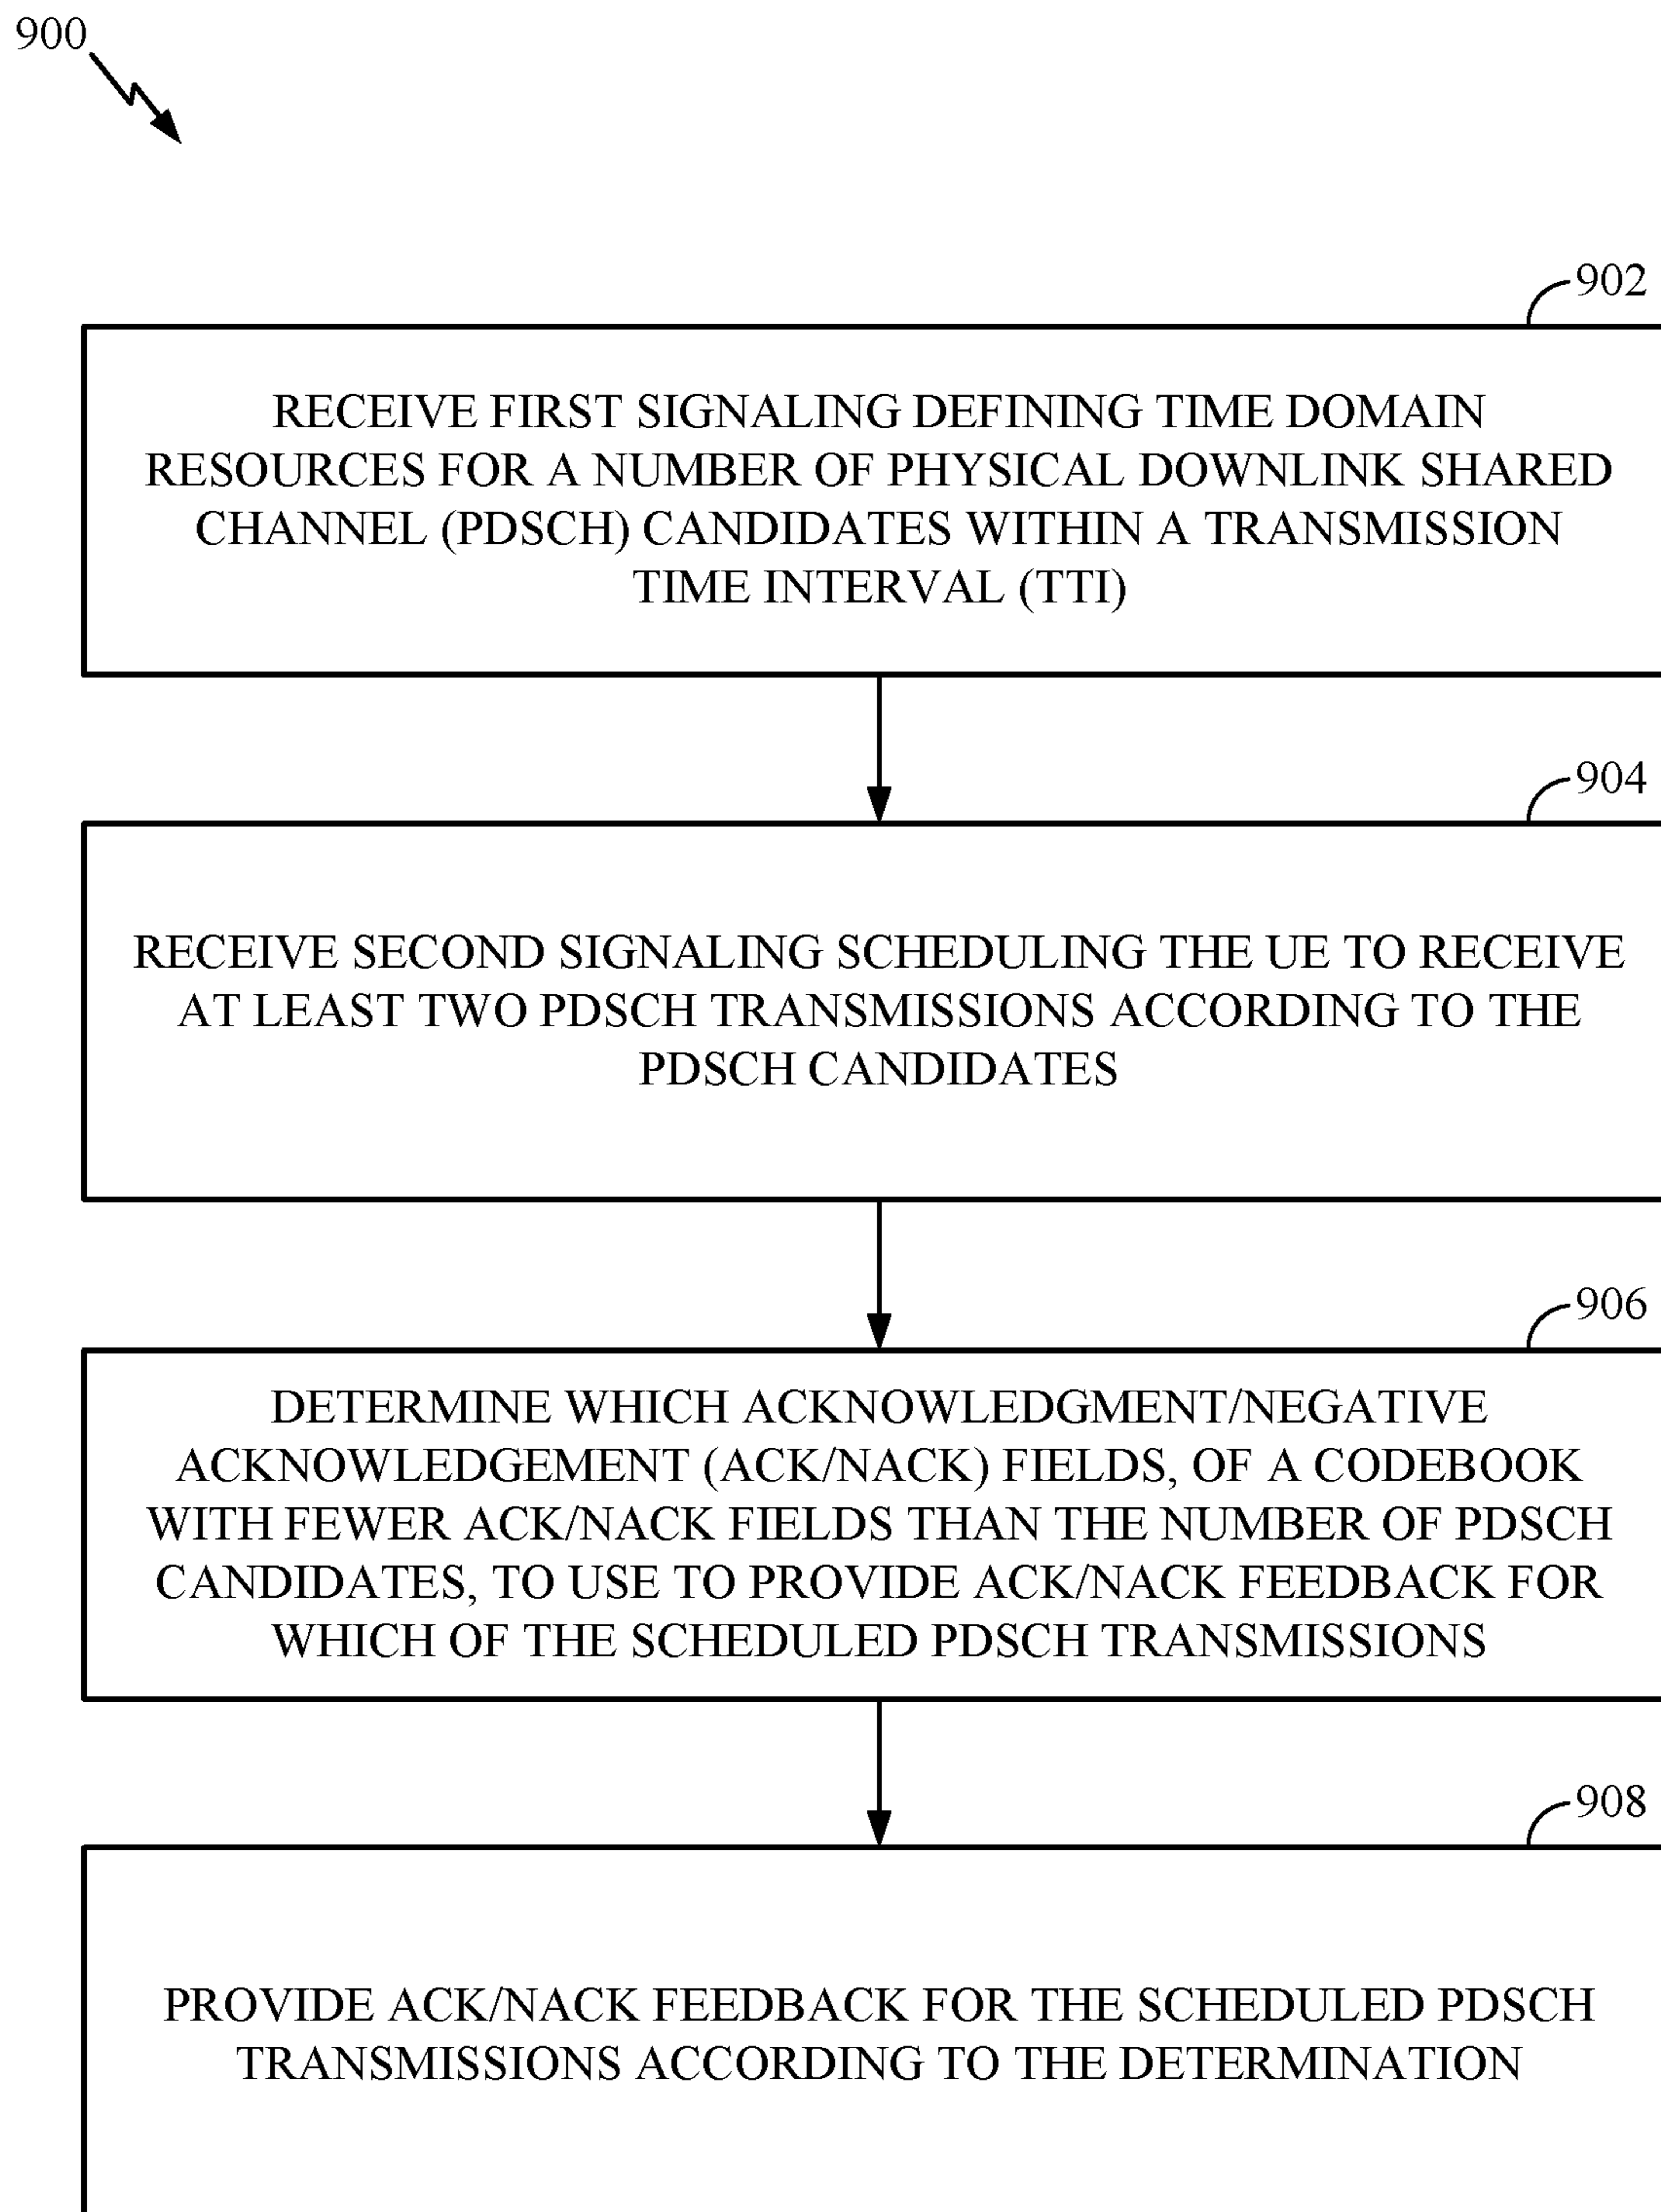 900
902
RECEIVE FIRST SIGNALING DEFINING TIME DOMAIN
RESOURCES FOR A NUMBER OF PHYSICAL DOWNLINK SHARED
CHANNEL (PDSCH) CANDIDATES WITHIN A TRANSMISSION
TIME INTERVAL (TTI)
904
RECEIVE SECOND SIGNALING SCHEDULING THE UE TO RECEIVE
AT LEAST TWO PDSCH TRANSMISSIONS ACCORDING TO THE
PDSCH CANDIDATES
906
DETERMINE WHICH ACKNOWLEDGMENT/NEGATIVE
ACKNOWLEDGEMENT (ACK/NACK) FIELDS, OF A CODEBOOK
WITH FEWER ACK/NACK FIELDS THAN THE NUMBER OF PDSCH
CANDIDATES, TO USE TO PROVIDE ACK/NACK FEEDBACK FOR
WHICH OF THE SCHEDULED PDSCH TRANSMISSIONS
908
PROVIDE ACK/NACK FEEDBACK FOR THE SCHEDULED PDSCH
TRANSMISSIONS ACCORDING TO THE DETERMINATION